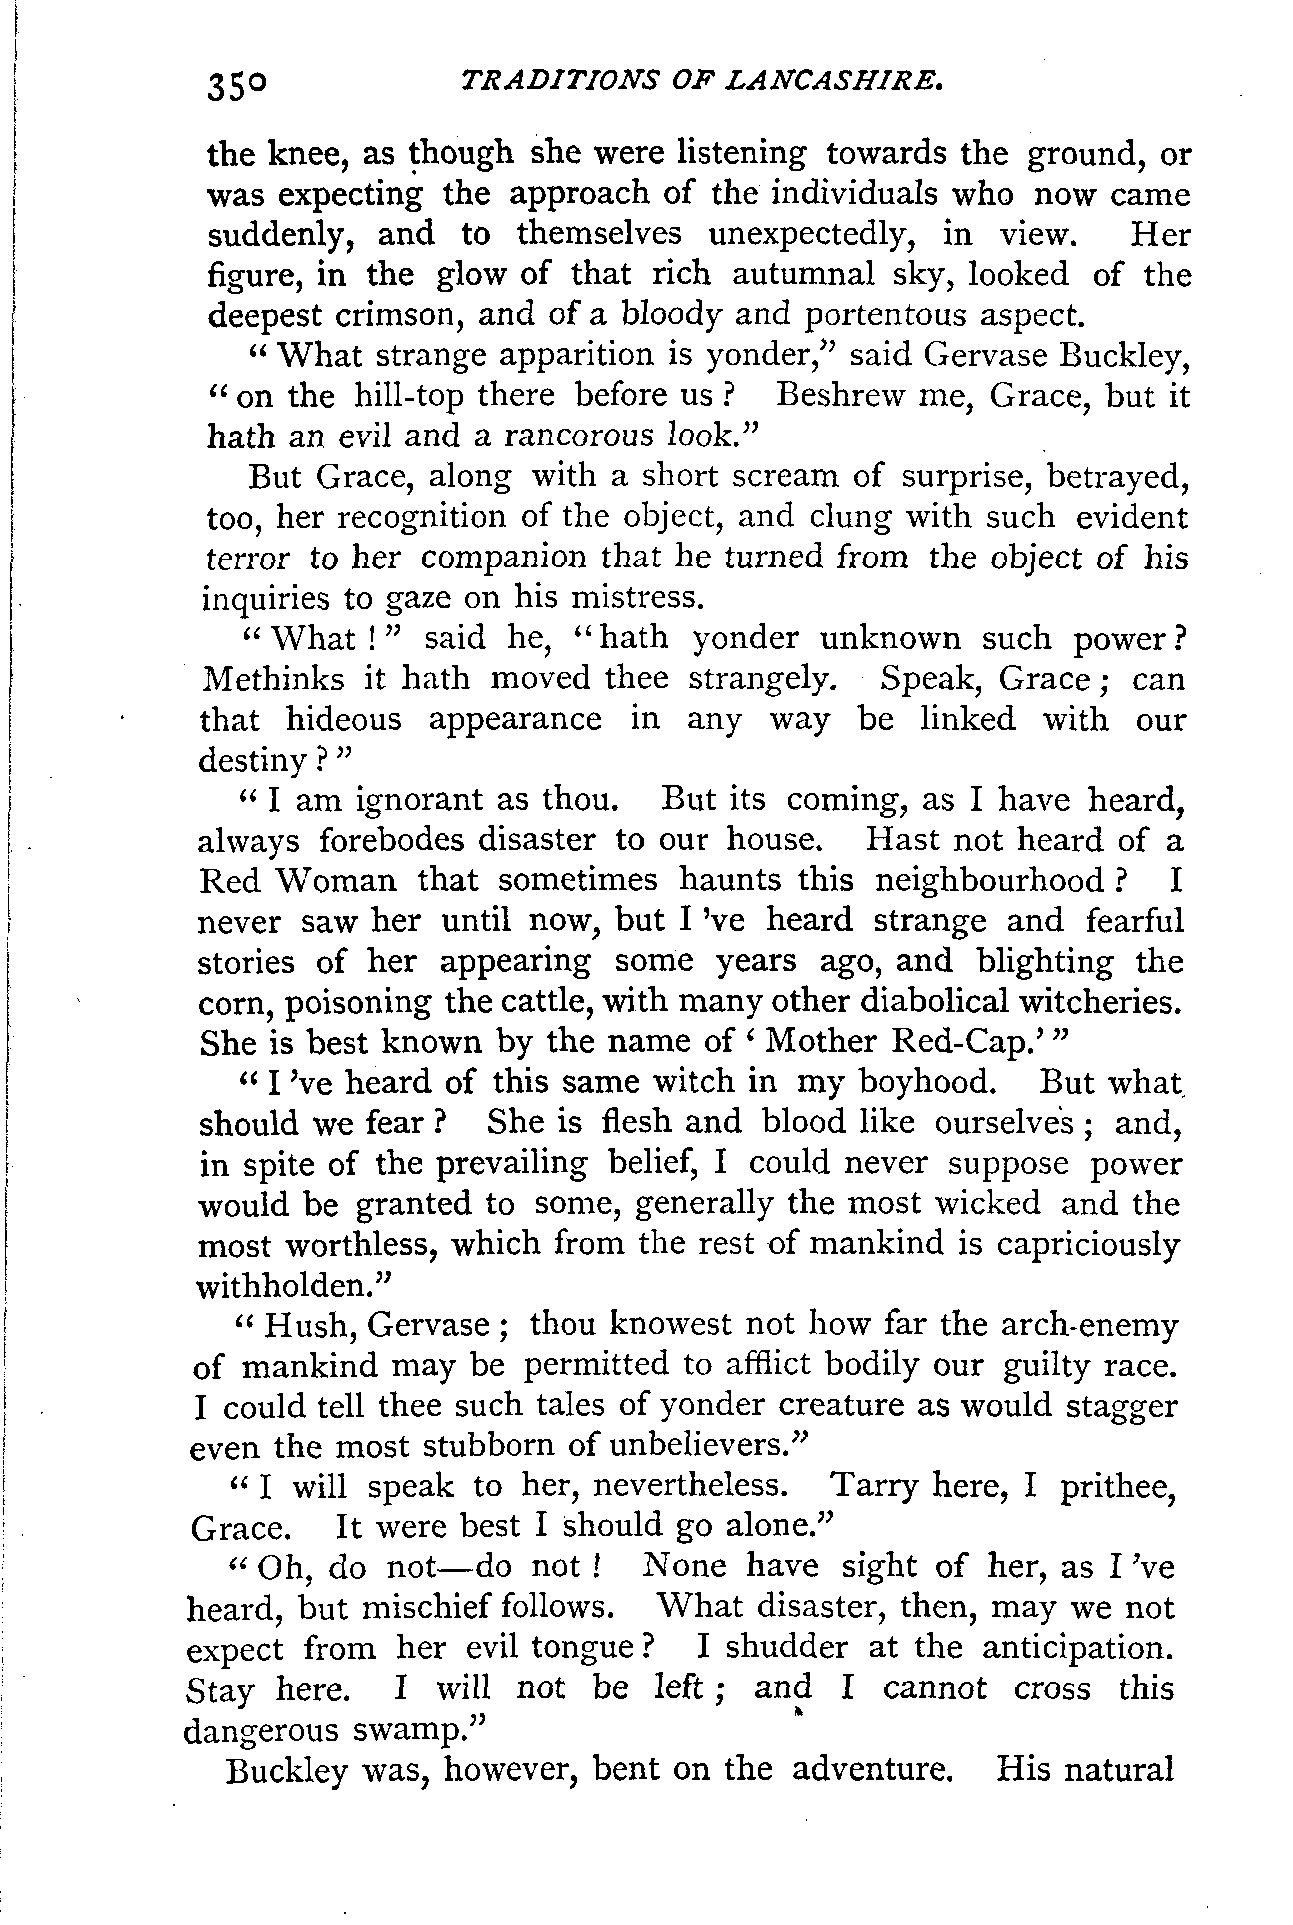 350 TRADITIONS OF LANCASHIRE.
the knee, as though she were listening towards the ground, or
was expecting the approach of the individuals who now came
suddenly, and to themselves unexpectedly, in view. Her
figure, in the glow of that rich autumnal sky, looked of the
deepest crimson, and of a bloody and portentous aspect.
“ What strange apparition is yonder,” said Gervase Buckley,
“ on the hill-top there before us ? Beshrew me, Grace, but it
hath an evil and a rancorous look.”
But Grace, along with a short scream of surprise, betrayed,
too, her recognition of the object, and clung with such evident
terror to her companion that he turned from the object of his
inquiries to gaze on his mistress.
“ What ! ” said he, “ hath yonder unknown such power ?
Methinks it hath moved thee strangely. Speak, Grace ; can
that hideous appearance in any way be linked with our
destiny ? ”
“ I am ignorant as thou. But its coming, as I have heard,
always forebodes disaster to our house. Hast not heard of a
Red Woman that sometimes haunts this neighbourhood ? I
never saw her until now, but I 've heard strange and fearful
stories of her appearing some years ago, and blighting the
corn, poisoning the cattle, with many other diabolical witcheries.
She is best known by the name of ‘ Mother Red-Cap.’ ”
“ I 've heard of this same witch in my boyhood. But what
should we fear ? She is flesh and blood like ourselves ; and,
in spite of the prevailing belief, I could never suppose power
would be granted to some, generally the most wicked and the
most worthless, which from the rest of mankind is capriciously
withholden.”
“ Hush, Gervase ; thou knowest not how far the arch-enemy
of mankind may be permitted to afflict bodily our guilty race.
I could tell thee such tales of yonder creature as would stagger
even the most stubborn of unbelievers.”
“ I will speak to her, nevertheless. Tarry here, I prithee,
Grace. It were best I should go alone.”
“ Oh, do not—do not ! None have sight of her, as I 've
heard, but mischief follows. What disaster, then, may we not
expect from her evil tongue ? I shudder at the anticipation.
Stay here. I will not be left ; and I cannot cross this
dangerous swamp.”
Buckley was, however, bent on the adventure. His natural